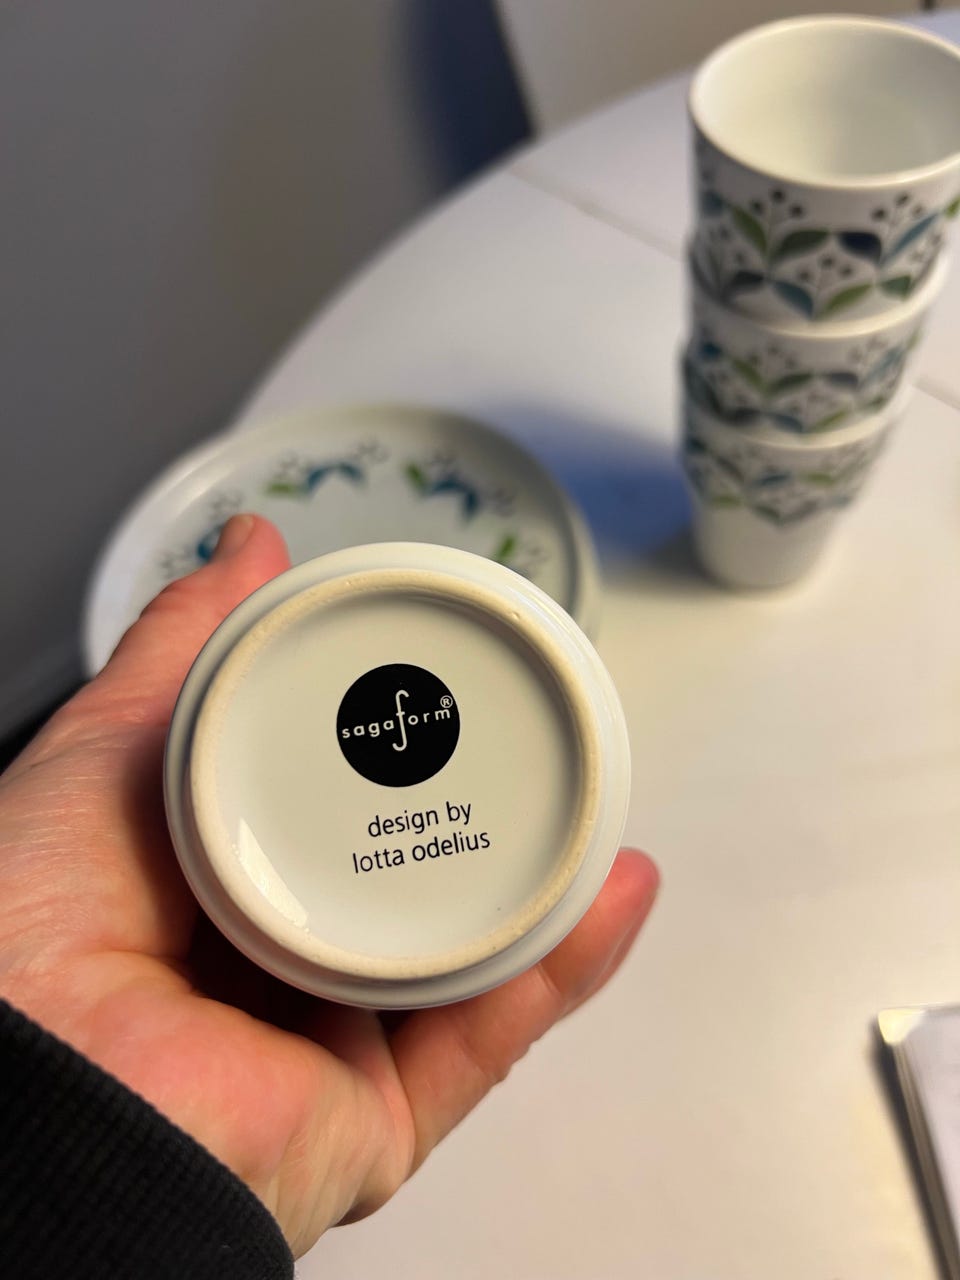 sagaform®
design by
lotta odelius